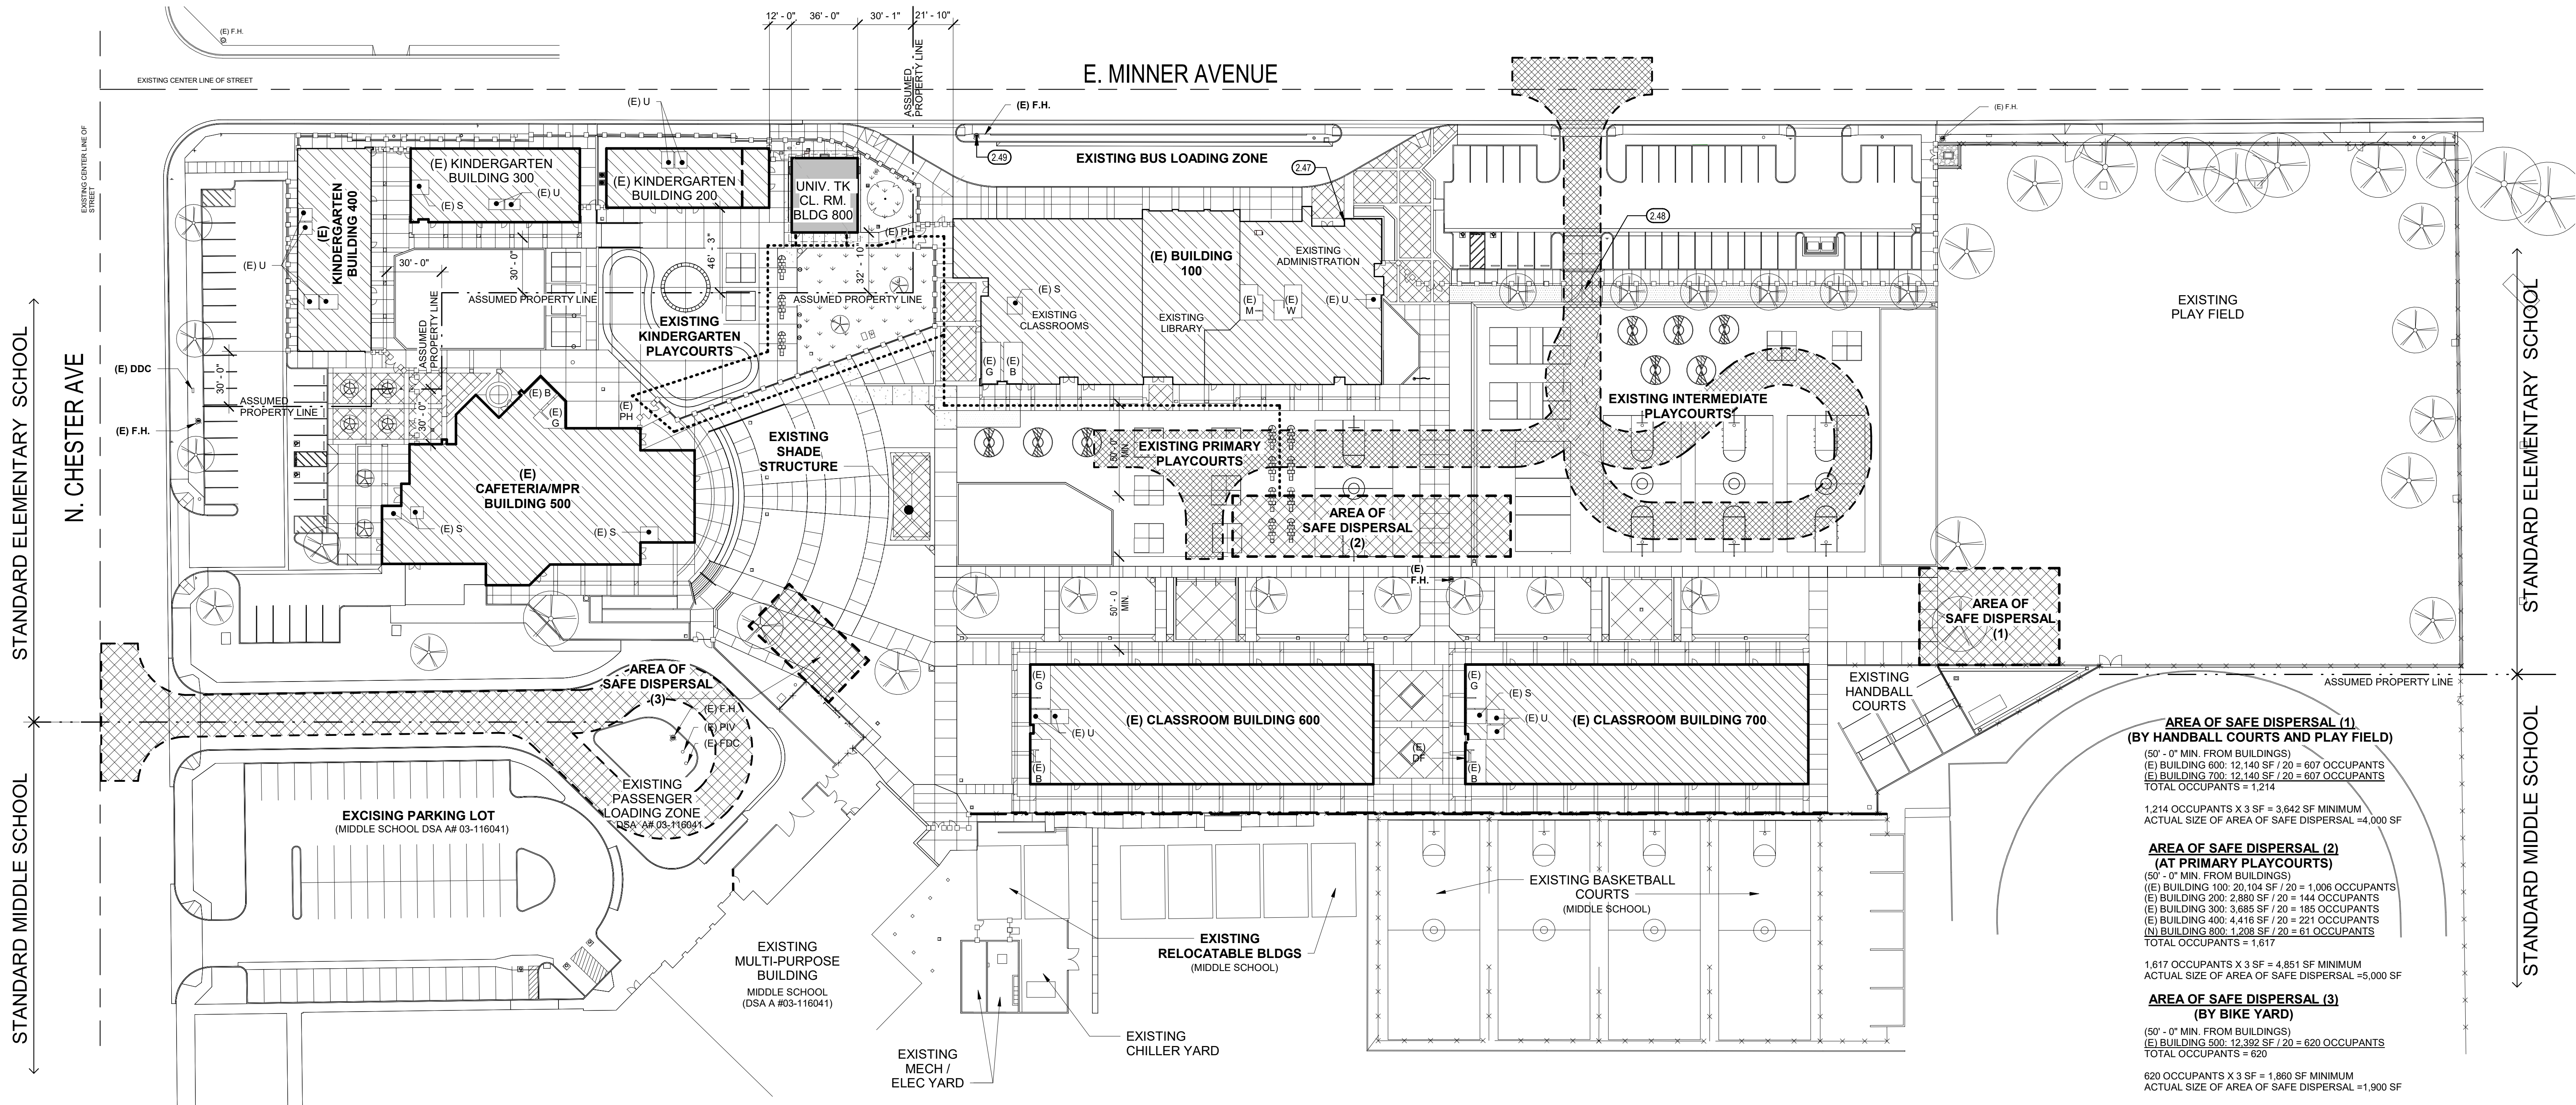 12' - 0"
36' - 0"
30' - 1"
21' - 10"
(E) F.H.
EXISTING CENTER LINE OF STREET
EXISTING CENTER LINE OF
STREET
ASSUMED
PROPERTY LINE
E. MINNER AVENUE
(E) U
(E) F.H.
(E) F.H.
2.49
EXISTING BUS LOADING ZONE
2.47
2.48
(E) KINDERGARTEN
BUILDING 300
(E) S
(E) U
(E) KINDERGARTEN
BUILDING 200
UNIV. TK
CL. RM.
BLDG 800
(E)
KINDERGARTEN
BUILDING 400
(E) U
(E) PH
30' - 0"
30' - 0"
46' - 3"
32' - 10"
ASSUMED PROPERTY LINE
ASSUMED PROPERTY LINE
ASSUMED
PROPERTY LINE
(E) BUILDING
100
EXISTING
ADMINISTRATION
(E) S
EXISTING
CLASSROOMS
EXISTING
LIBRARY
(E)
M
(E)
W
(E) U
(E)
G
(E)
B
EXISTING
PLAY FIELD
EXISTING
KINDERGARTEN
PLAYCOURTS
STANDARD ELEMENTARY SCHOOL
N. CHESTER AVE
(E) DDC
30' - 0"
ASSUMED
PROPERTY LINE
(E) F.H.
30' - 0"
(E) B
(E)
G
(E)
PH
EXISTING INTERMEDIATE
PLAYCOURTS
EXISTING
SHADE
STRUCTURE
50' - 0"
MIN.
EXISTING PRIMARY
PLAYCOURTS
(E)
CAFETERIA/MPR
BUILDING 500
(E) S
(E) S
AREA OF
SAFE DISPERSAL
(2)
(E)
F.H.
50' - 0
MIN.
AREA OF
SAFE DISPERSAL
(1)
STANDARD ELEMENTARY SCHOOL
AREA OF
SAFE DISPERSAL
(3)
(E) F.H.
(E) PIV
(E) FDC
EXISTING
PASSENGER
LOADING ZONE
DSA A# 03-116041
(E)
G
(E) U
(E)
B
(E) CLASSROOM BUILDING 600
(E)
DF
(E)
G
(E) S
(E) U
(E)
B
(E) CLASSROOM BUILDING 700
EXISTING
HANDBALL
COURTS
ASSUMED PROPERTY LINE
STANDARD MIDDLE SCHOOL
EXCISING PARKING LOT
(MIDDLE SCHOOL DSA A# 03-116041)
EXISTING
MULTI-PURPOSE
BUILDING
MIDDLE SCHOOL
(DSA A #03-116041)
EXISTING
MECH /
ELEC YARD
EXISTING
CHILLER YARD
EXISTING
RELOCATABLE BLDGS
(MIDDLE SCHOOL)
EXISTING BASKETBALL
COURTS
(MIDDLE SCHOOL)
AREA OF SAFE DISPERSAL (1)
(BY HANDBALL COURTS AND PLAY FIELD)
(50' - 0" MIN. FROM BUILDINGS)
(E) BUILDING 600: 12,140 SF / 20 = 607 OCCUPANTS
(E) BUILDING 700: 12,140 SF / 20 = 607 OCCUPANTS
TOTAL OCCUPANTS = 1,214
1,214 OCCUPANTS X 3 SF = 3,642 SF MINIMUM
ACTUAL SIZE OF AREA OF SAFE DISPERSAL =4,000 SF
AREA OF SAFE DISPERSAL (2)
(AT PRIMARY PLAYCOURTS)
(50' - 0" MIN. FROM BUILDINGS)
((E) BUILDING 100: 20,104 SF / 20 = 1,006 OCCUPANTS
(E) BUILDING 200: 2,880 SF / 20 = 144 OCCUPANTS
(E) BUILDING 300: 3,685 SF / 20 = 185 OCCUPANTS
(E) BUILDING 400: 4,416 SF / 20 = 221 OCCUPANTS
(N) BUILDING 800: 1,208 SF / 20 = 61 OCCUPANTS
TOTAL OCCUPANTS = 1,617
1,617 OCCUPANTS X 3 SF = 4,851 SF MINIMUM
ACTUAL SIZE OF AREA OF SAFE DISPERSAL =5,000 SF
AREA OF SAFE DISPERSAL (3)
(BY BIKE YARD)
(50' - 0" MIN. FROM BUILDINGS)
(E) BUILDING 500: 12,392 SF / 20 = 620 OCCUPANTS
TOTAL OCCUPANTS = 620
620 OCCUPANTS X 3 SF = 1,860 SF MINIMUM
ACTUAL SIZE OF AREA OF SAFE DISPERSAL =1,900 SF
STANDARD MIDDLE SCHOOL